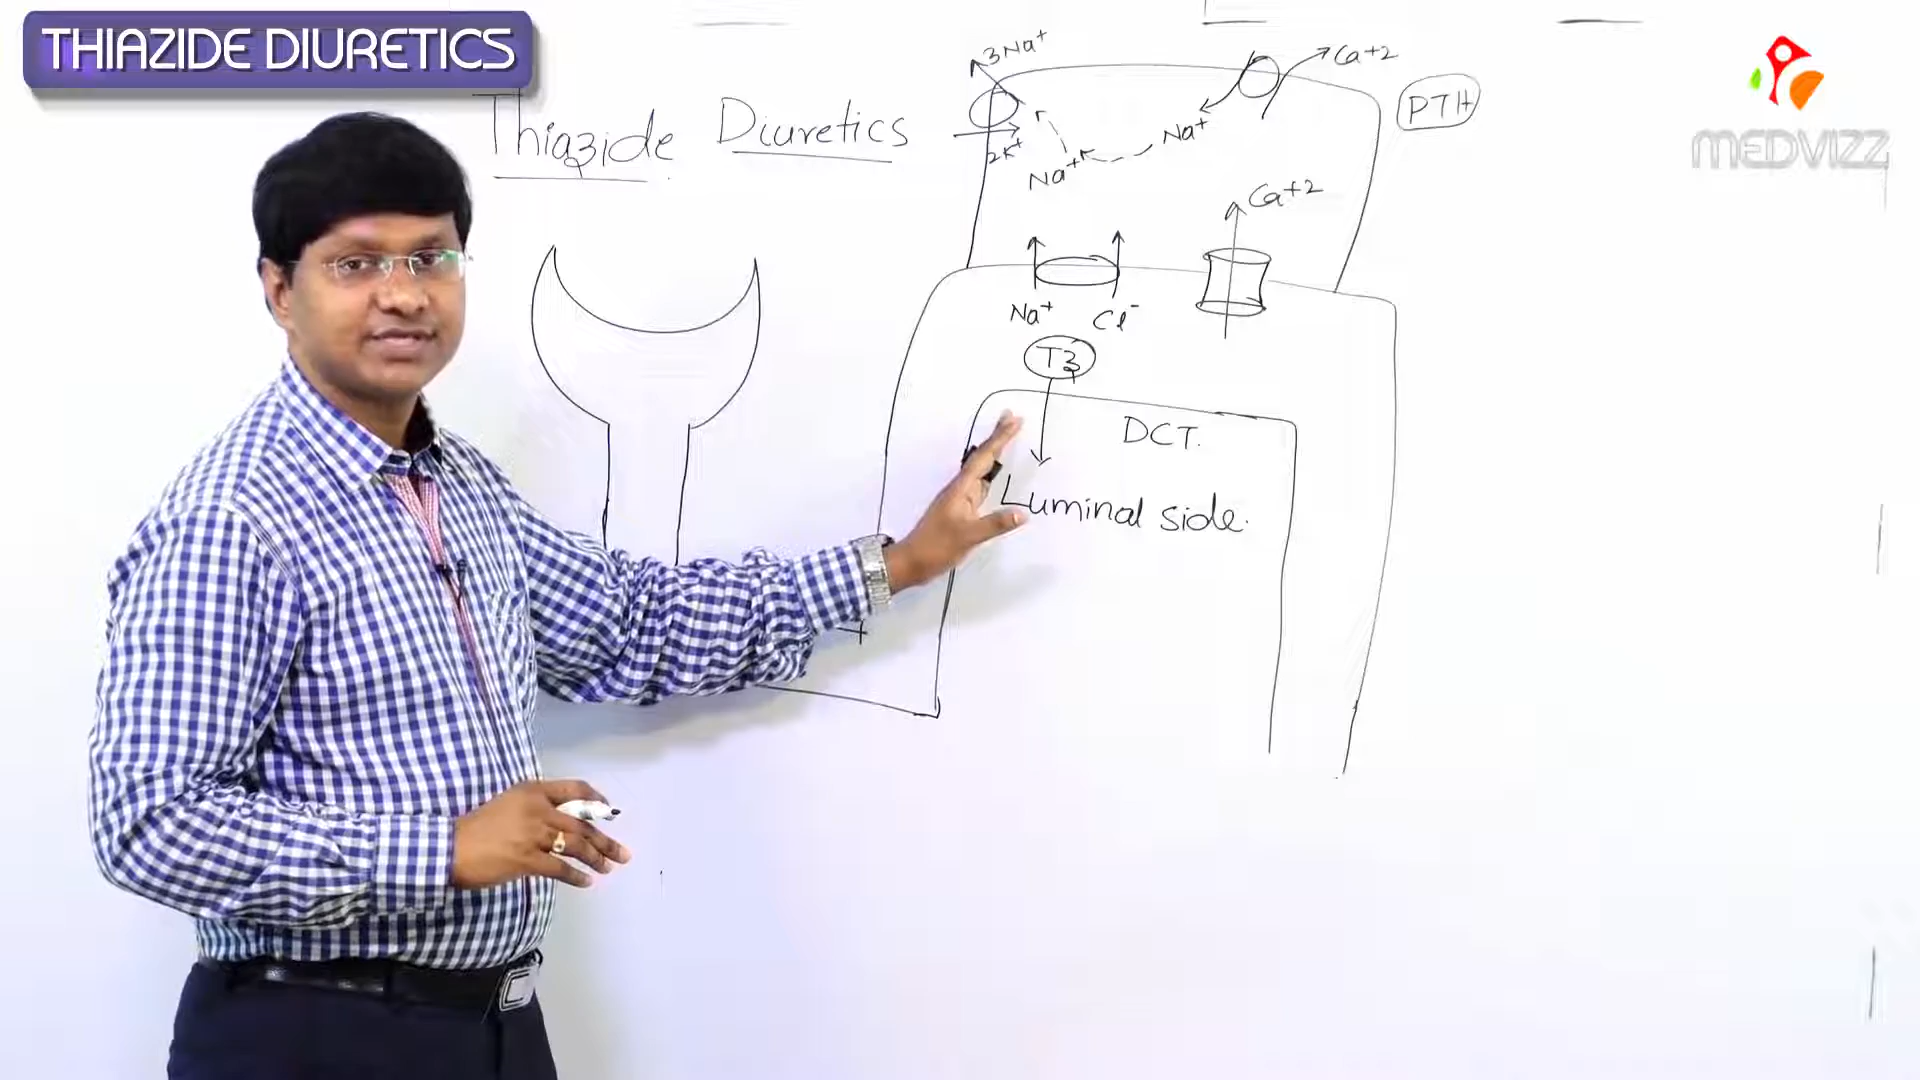 THIAZIDE DIURETICS
MEDVIZZ
Thiazide Diuretics
3Na+
2K+
Na+
Na+
Ca+2
PTH
Ca+2
Na+
Cl-
T3
DCT.
Luminal side.